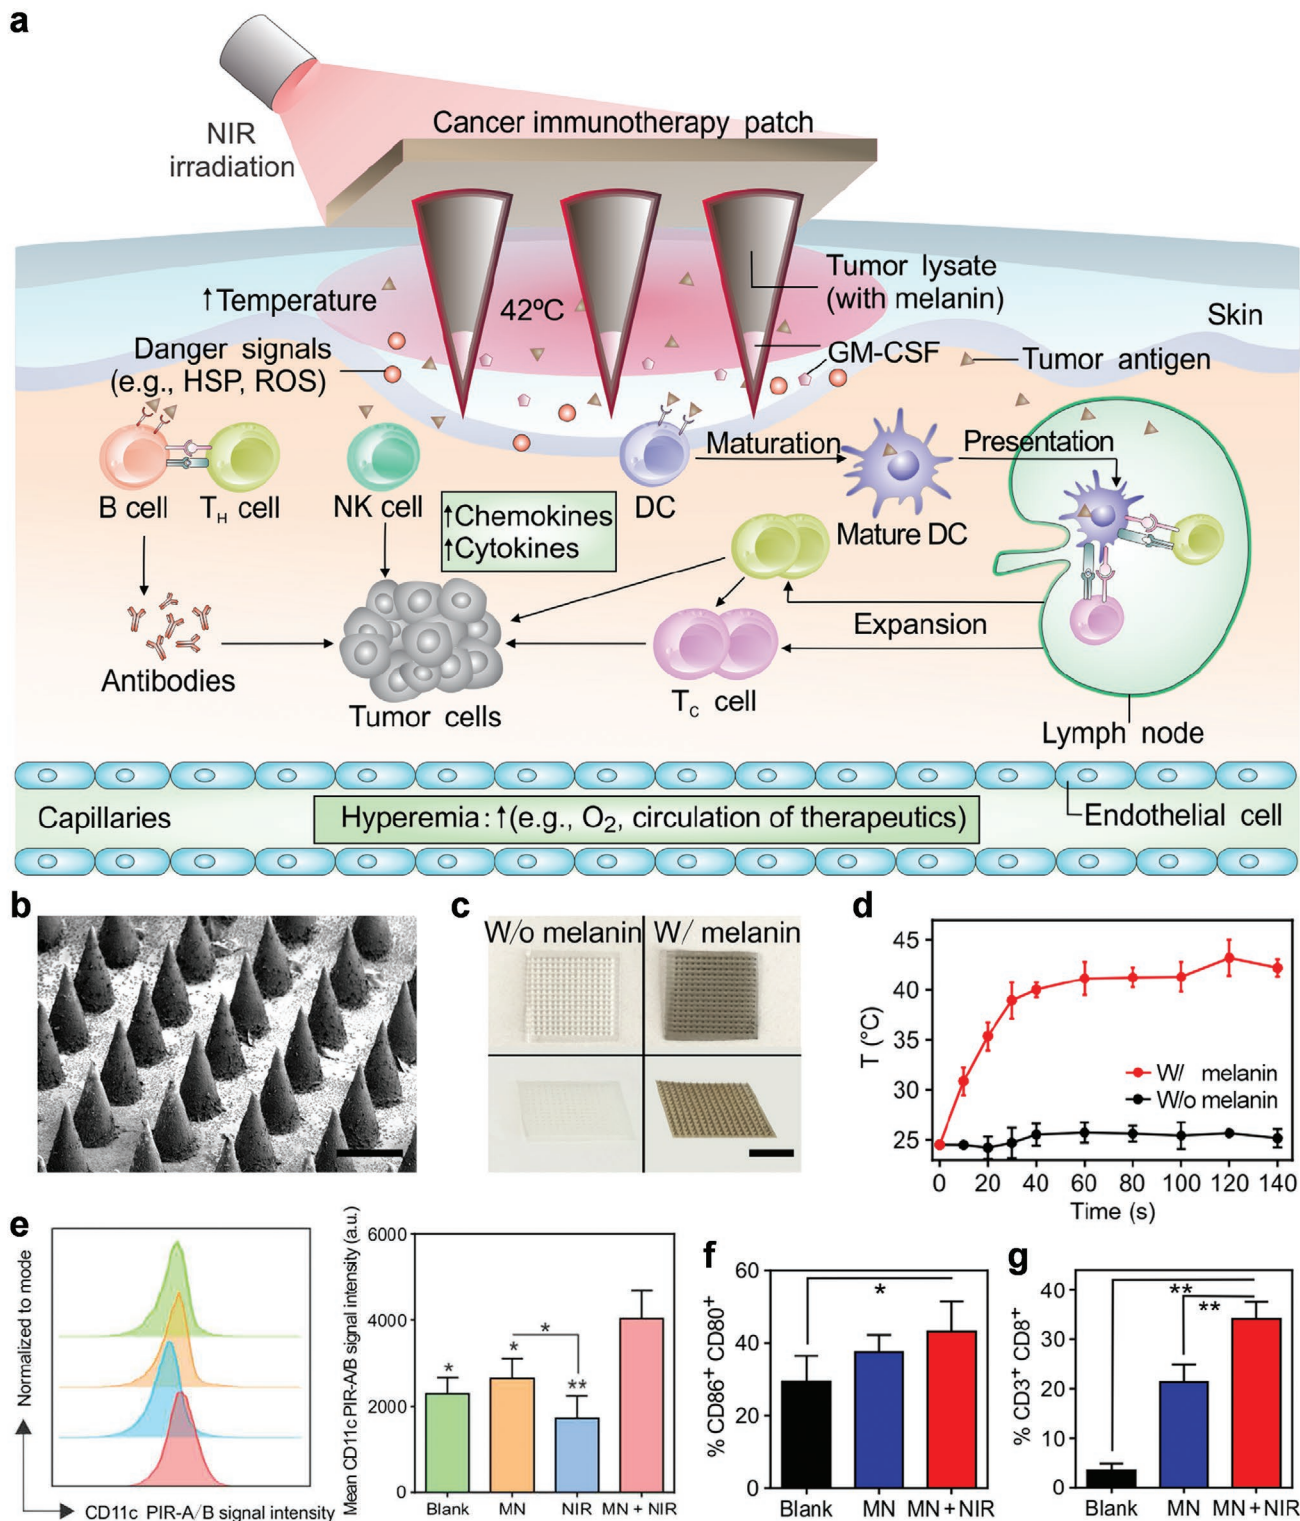 a
NIR
irradiation
Cancer immunotherapy patch
↑Temperature
42ºC
Tumor lysate
(with melanin)
Skin
Danger signals
(e.g., HSP, ROS)
GM-CSF
Tumor antigen
Maturation
Presentation
B cell
TH cell
NK cell
↑Chemokines
↑Cytokines
DC
Mature DC
Expansion
Antibodies
Tumor cells
TC cell
Lymph node
Capillaries
Hyperemia: ↑(e.g., O2, circulation of therapeutics)
Endothelial cell
b
c
W/o melanin
W/ melanin
d
T (°C)
45
40
35
30
25
W/ melanin
W/o melanin
0 20 40 60 80 100 120 140
Time (s)
e
Normalized to mode
CD11c PIR-A/B signal intensity
Mean CD11c PIR-A/B signal intensity (a.u.)
6000
4000
2000
0
*
*
*
**
Blank MN NIR MN + NIR
f
% CD86+ CD80+
60
40
20
0
*
Blank MN MN+NIR
g
% CD3+ CD8+
40
30
20
10
0
**
**
Blank MN MN+NIR